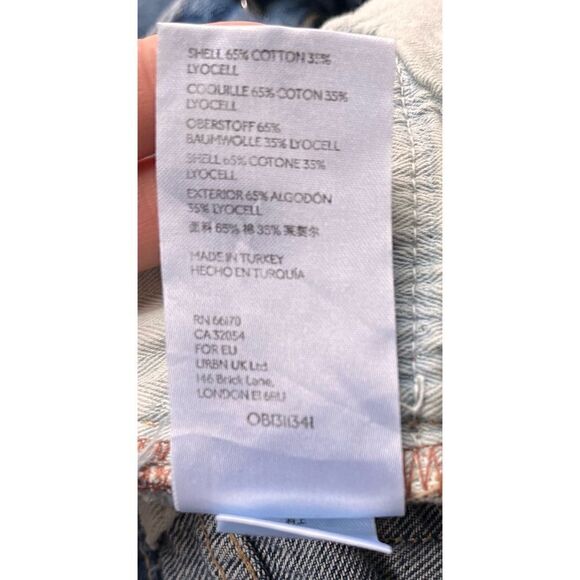 SHELL 65% COTTON 35%
LYOCELL
COQUILLE 65% COTON 35%
LYOCELL
OBERSTOFF 65%
BAUMWOLLE 35% LYOCELL
SHELL 65% COTONE 35%
LYOCELL
EXTERIOR 65% ALGODÓN
35% LYOCELL
面料 65% 棉 35% 莱赛尔
MADE IN TURKEY
HECHO EN TURQUÍA
RN 66170
CA 32054
FOR EU
URBN UK Ltd
146 Brick Lane,
LONDON E1 6RU
OB1311341